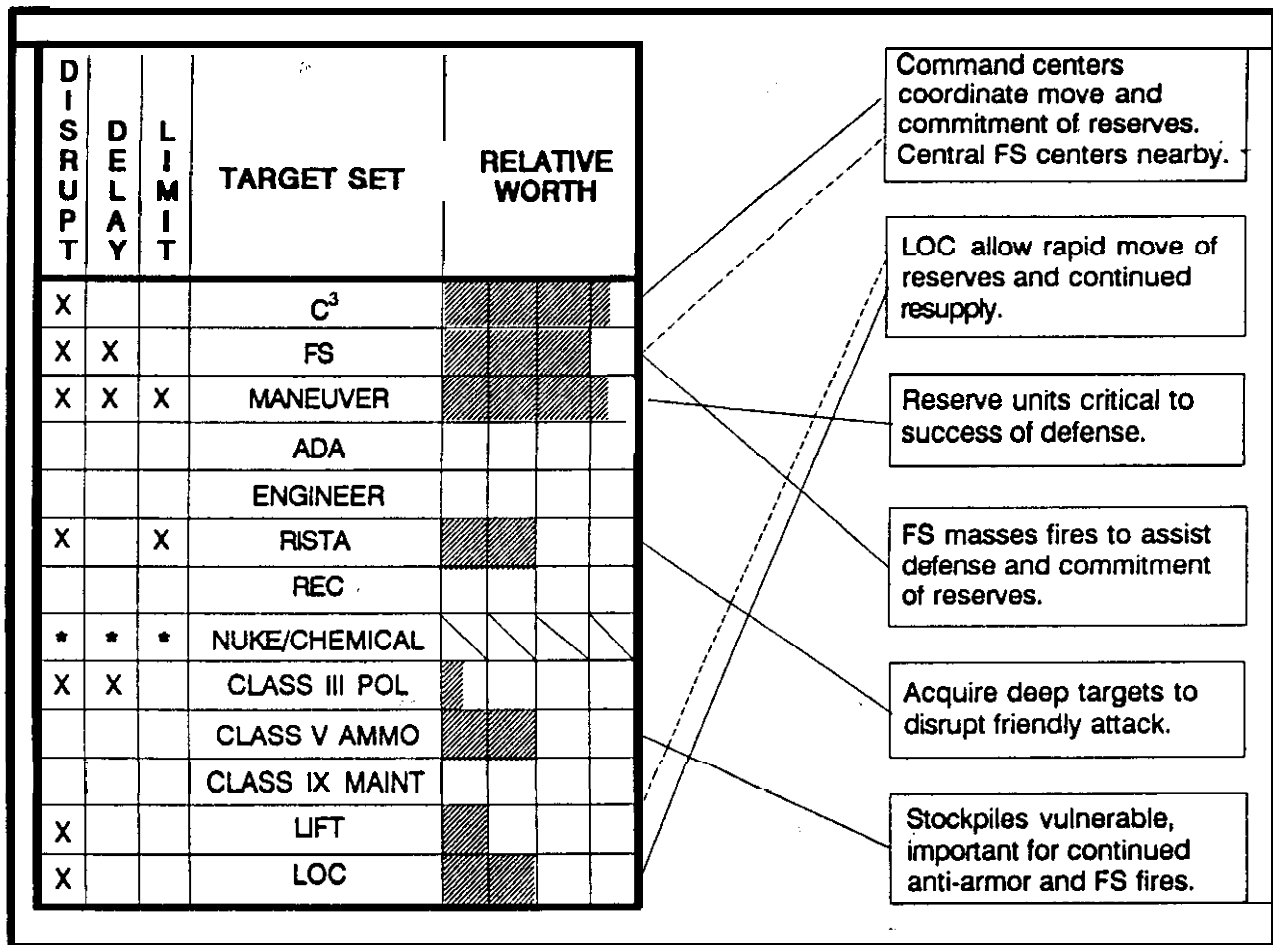 DISRUPT DELAY LIMIT TARGET SET RELATIVE WORTH
X C³
X X FS
X X X MANEUVER
ADA
ENGINEER
X X RISTA
REC
* * * NUKE/CHEMICAL
X X CLASS III POL
CLASS V AMMO
CLASS IX MAINT
X LIFT
X LOC
Command centers
coordinate move and
commitment of reserves.
Central FS centers nearby.
LOC allow rapid move of
reserves and continued
resupply.
Reserve units critical to
success of defense.
FS masses fires to assist
defense and commitment
of reserves.
Acquire deep targets to
disrupt friendly attack.
Stockpiles vulnerable,
important for continued
anti-armor and FS fires.